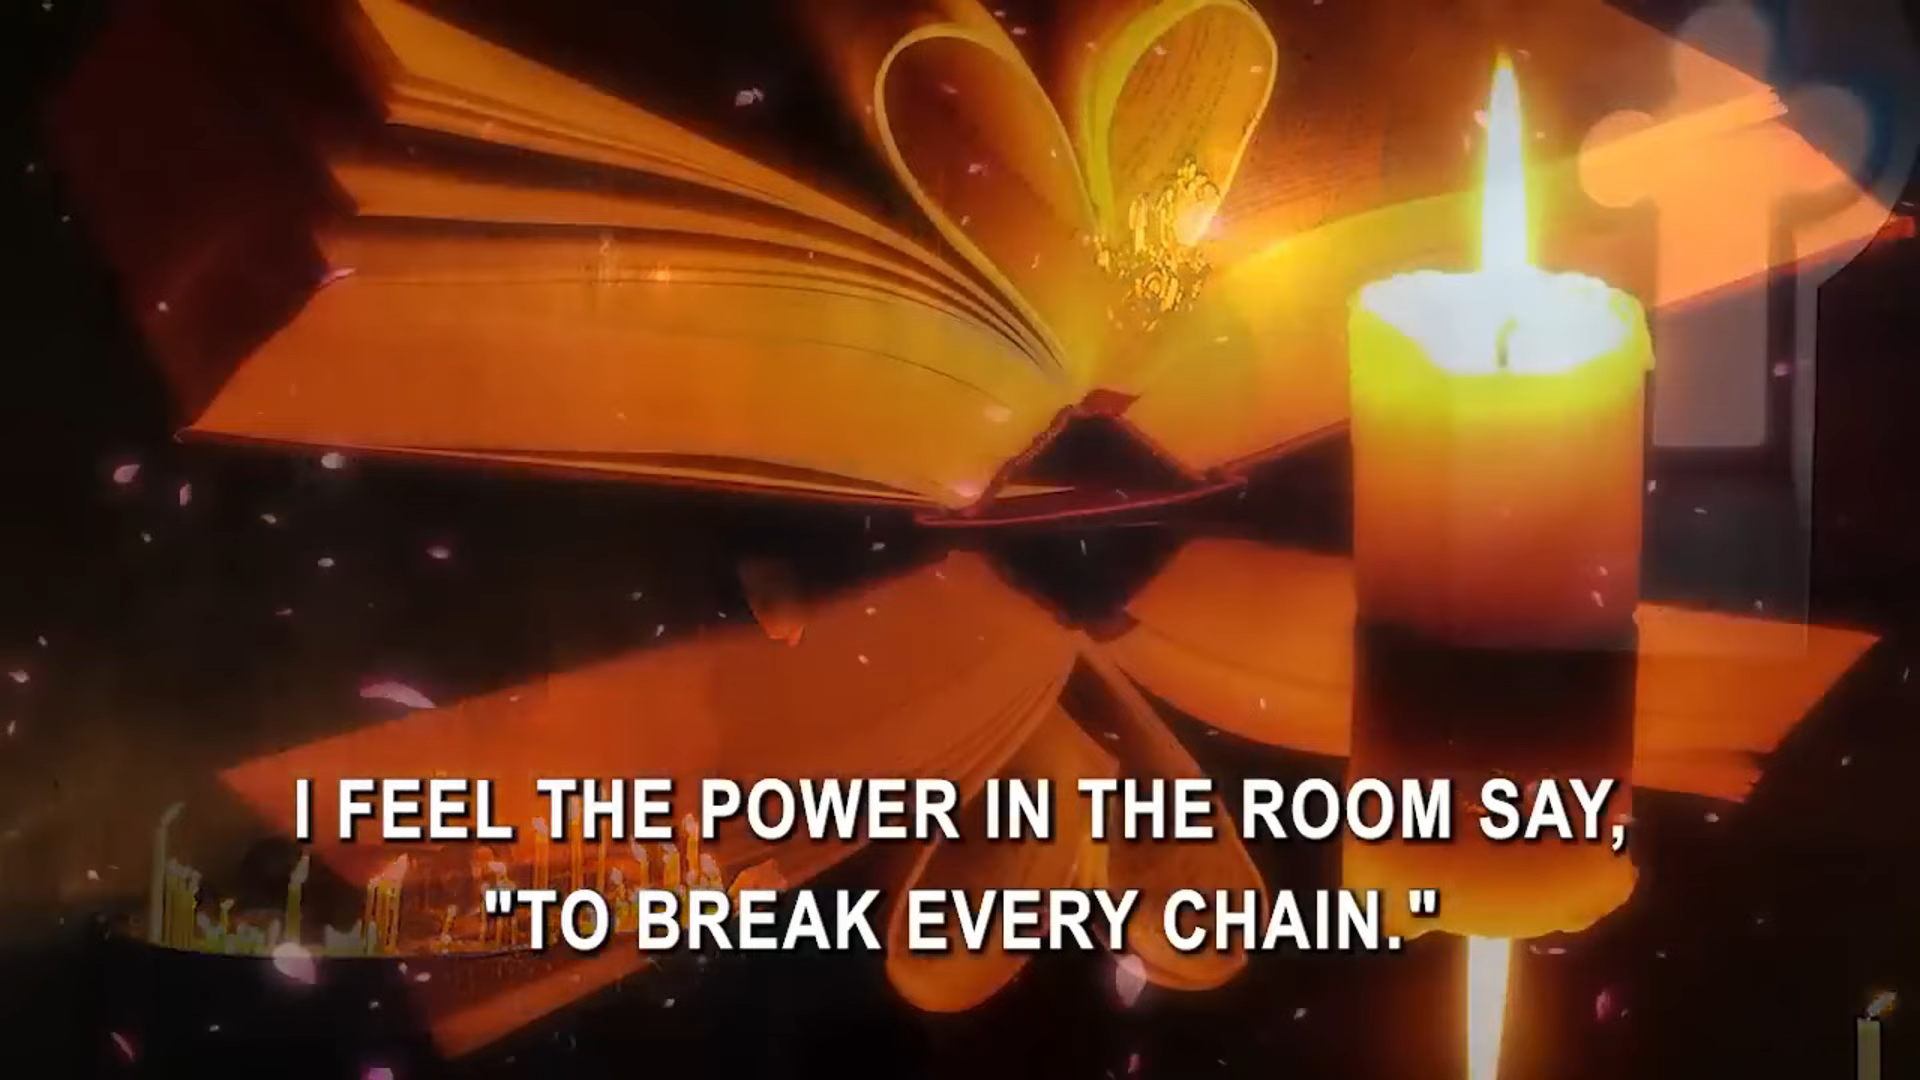 I FEEL THE POWER IN THE ROOM SAY,
"TO BREAK EVERY CHAIN."